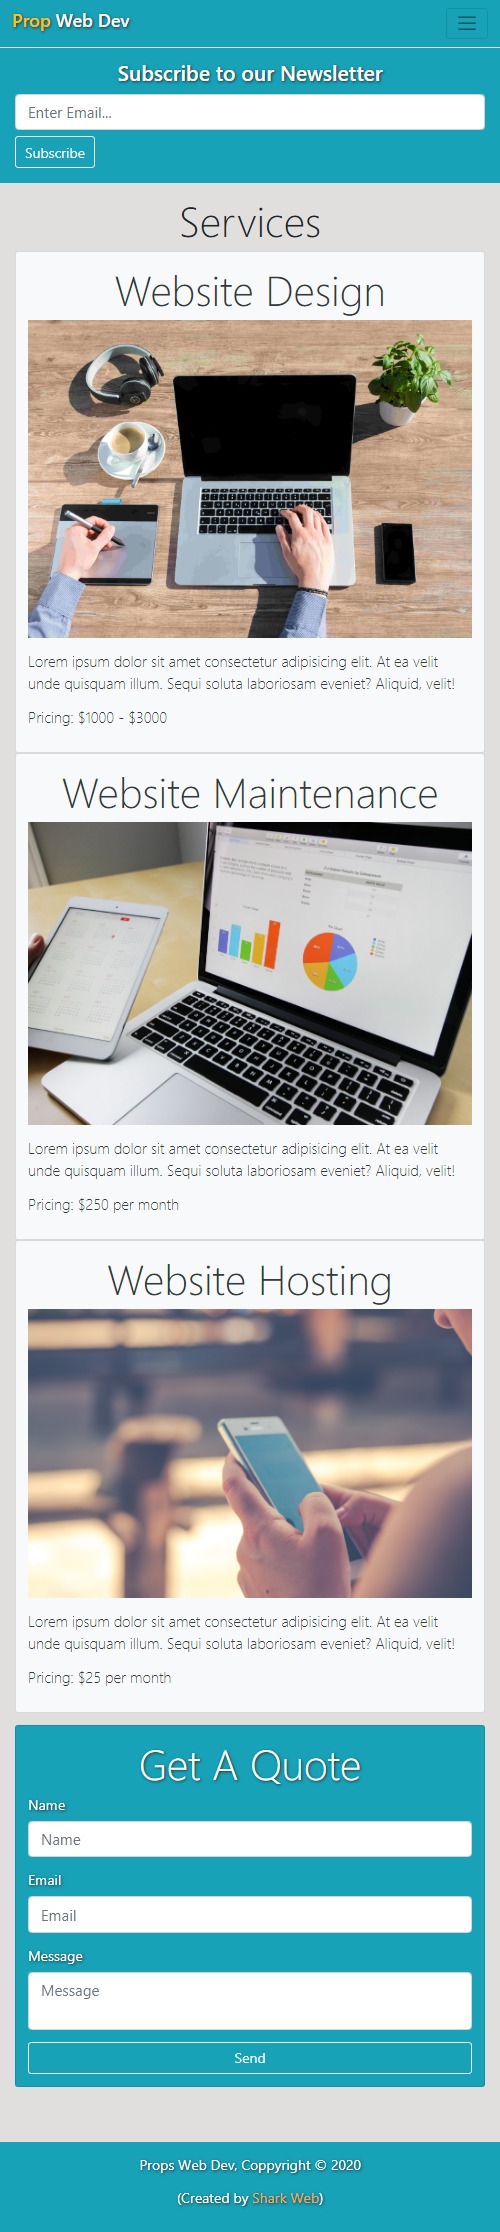 Prop Web Dev
Subscribe to our Newsletter
Enter Email...
Subscribe
Services
Website Design
Lorem ipsum dolor sit amet consectetur adipisicing elit. At ea velit
unde quisquam illum. Sequi soluta laboriosam eveniet? Aliquid, velit!
Pricing: $1000 - $3000
Website Maintenance
Lorem ipsum dolor sit amet consectetur adipisicing elit. At ea velit
unde quisquam illum. Sequi soluta laboriosam eveniet? Aliquid, velit!
Pricing: $250 per month
Website Hosting
Lorem ipsum dolor sit amet consectetur adipisicing elit. At ea velit
unde quisquam illum. Sequi soluta laboriosam eveniet? Aliquid, velit!
Pricing: $25 per month
Get A Quote
Name
Name
Email
Email
Message
Message
Send
Props Web Dev, Coppyright © 2020
(Created by Shark Web)